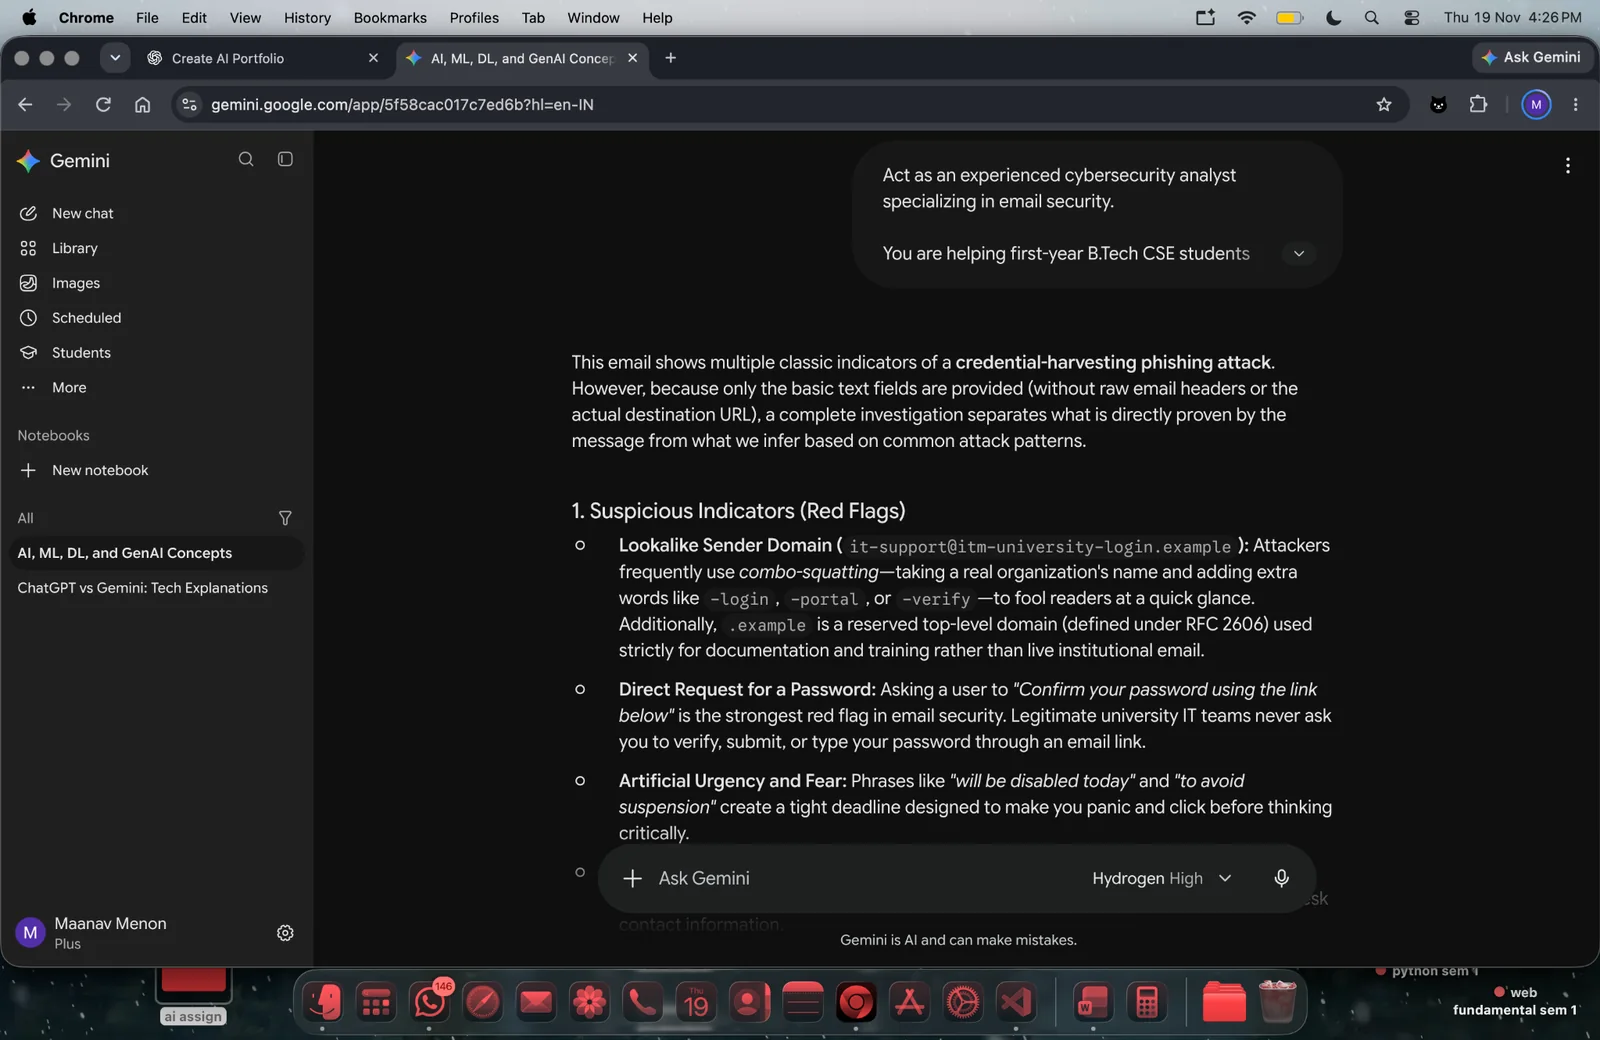 Chrome File Edit View History Bookmarks Profiles Tab Window Help Thu 19 Nov 4:26 PM
Create AI Portfolio AI, ML, DL, and GenAI Concep Ask Gemini
gemini.google.com/app/5f58cac017c7ed6b?hl=en-IN M
Gemini
New chat
Library
Images
Scheduled
Students
More
Notebooks
New notebook
All
AI, ML, DL, and GenAI Concepts
ChatGPT vs Gemini: Tech Explanations
M Maanav Menon
Plus
Act as an experienced cybersecurity analyst
specializing in email security.
You are helping first-year B.Tech CSE students
This email shows multiple classic indicators of a credential-harvesting phishing attack.
However, because only the basic text fields are provided (without raw email headers or the
actual destination URL), a complete investigation separates what is directly proven by the
message from what we infer based on common attack patterns.
1. Suspicious Indicators (Red Flags)
Lookalike Sender Domain ( it-support@itm-university-login.example ): Attackers
frequently use combo-squatting—taking a real organization's name and adding extra
words like -login , -portal , or -verify —to fool readers at a quick glance.
Additionally, .example is a reserved top-level domain (defined under RFC 2606) used
strictly for documentation and training rather than live institutional email.
Direct Request for a Password: Asking a user to "Confirm your password using the link
below" is the strongest red flag in email security. Legitimate university IT teams never ask
you to verify, submit, or type your password through an email link.
Artificial Urgency and Fear: Phrases like "will be disabled today" and "to avoid
suspension" create a tight deadline designed to make you panic and click before thinking
critically.
Ask Gemini Hydrogen High
contact information.
Gemini is AI and can make mistakes.
ai assign
146
Thu
19
W
python sem 1
web
fundamental sem 1